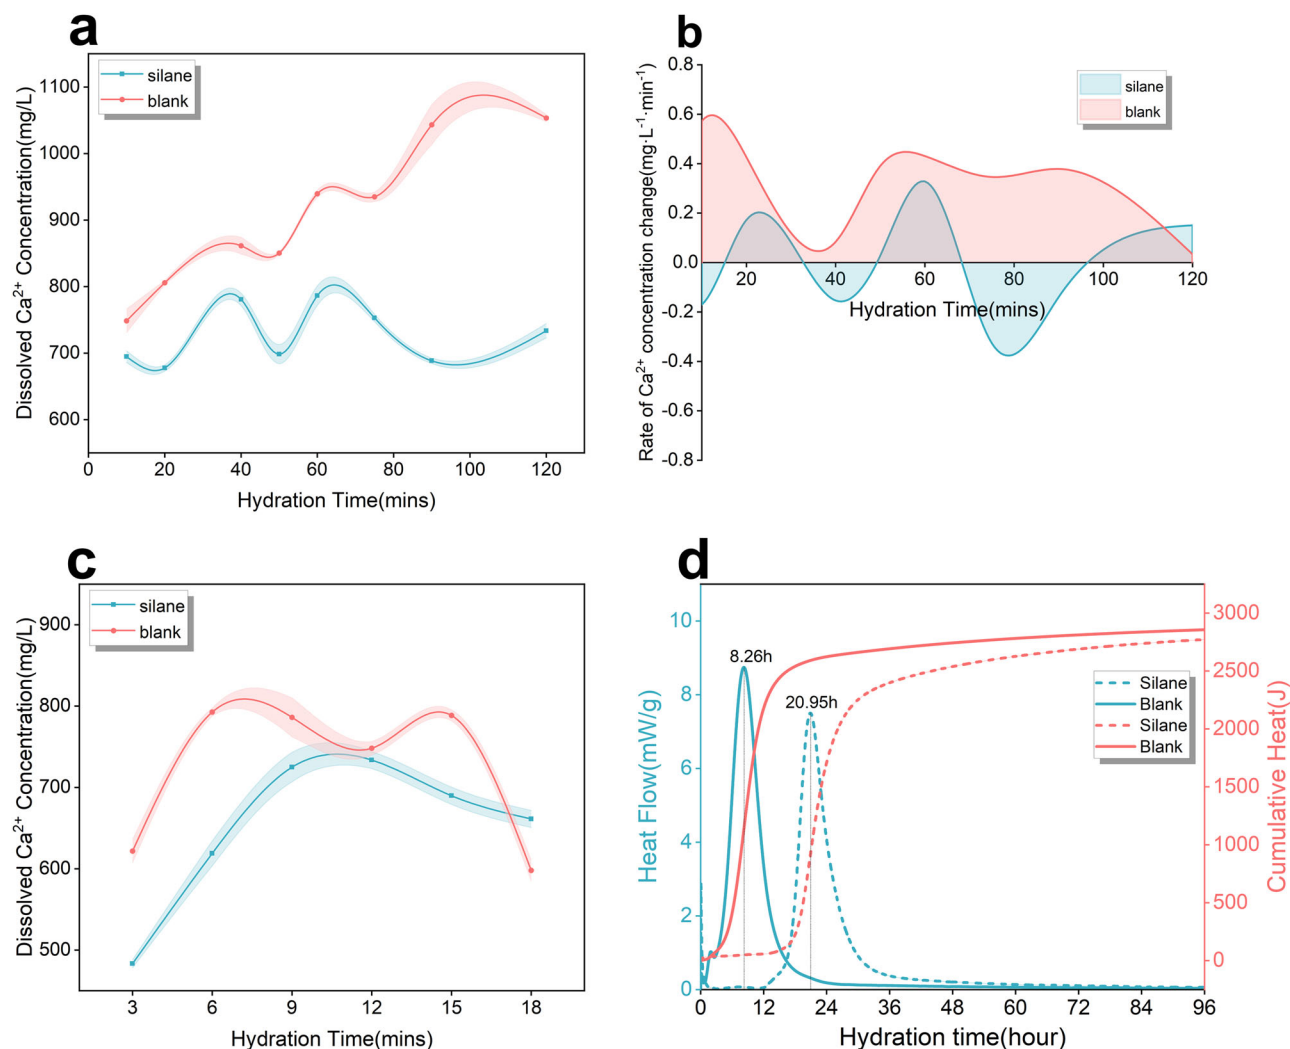 a
silane
blank
Dissolved Ca²⁺ Concentration(mg/L)
1100
1000
900
800
700
600
0 20 40 60 80 100 120
Hydration Time(mins)
b
silane
blank
Rate of Ca²⁺ concentration change(mg·L⁻¹·min⁻¹)
0.8
0.6
0.4
0.2
0.0
-0.2
-0.4
-0.6
-0.8
20 40 60 80 100 120
Hydration Time(mins)
c
silane
blank
Dissolved Ca²⁺ Concentration(mg/L)
900
800
700
600
500
3 6 9 12 15 18
Hydration Time(mins)
d
Heat Flow(mW/g)
10
8
6
4
2
0
8.26h
20.95h
Silane
Blank
Silane
Blank
3000
2500
2000
1500
1000
500
0
Cumulative Heat(J)
0 12 24 36 48 60 72 84 96
Hydration time(hour)